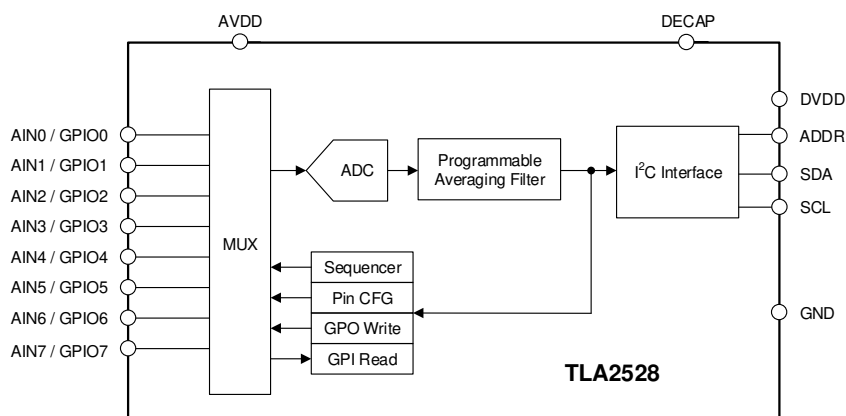 AVDD
DECAP
AIN0 / GPIO0
AIN1 / GPIO1
AIN2 / GPIO2
AIN3 / GPIO3
AIN4 / GPIO4
AIN5 / GPIO5
AIN6 / GPIO6
AIN7 / GPIO7
MUX
ADC
Programmable
Averaging Filter
I²C Interface
Sequencer
Pin CFG
GPO Write
GPI Read
DVDD
ADDR
SDA
SCL
GND
TLA2528